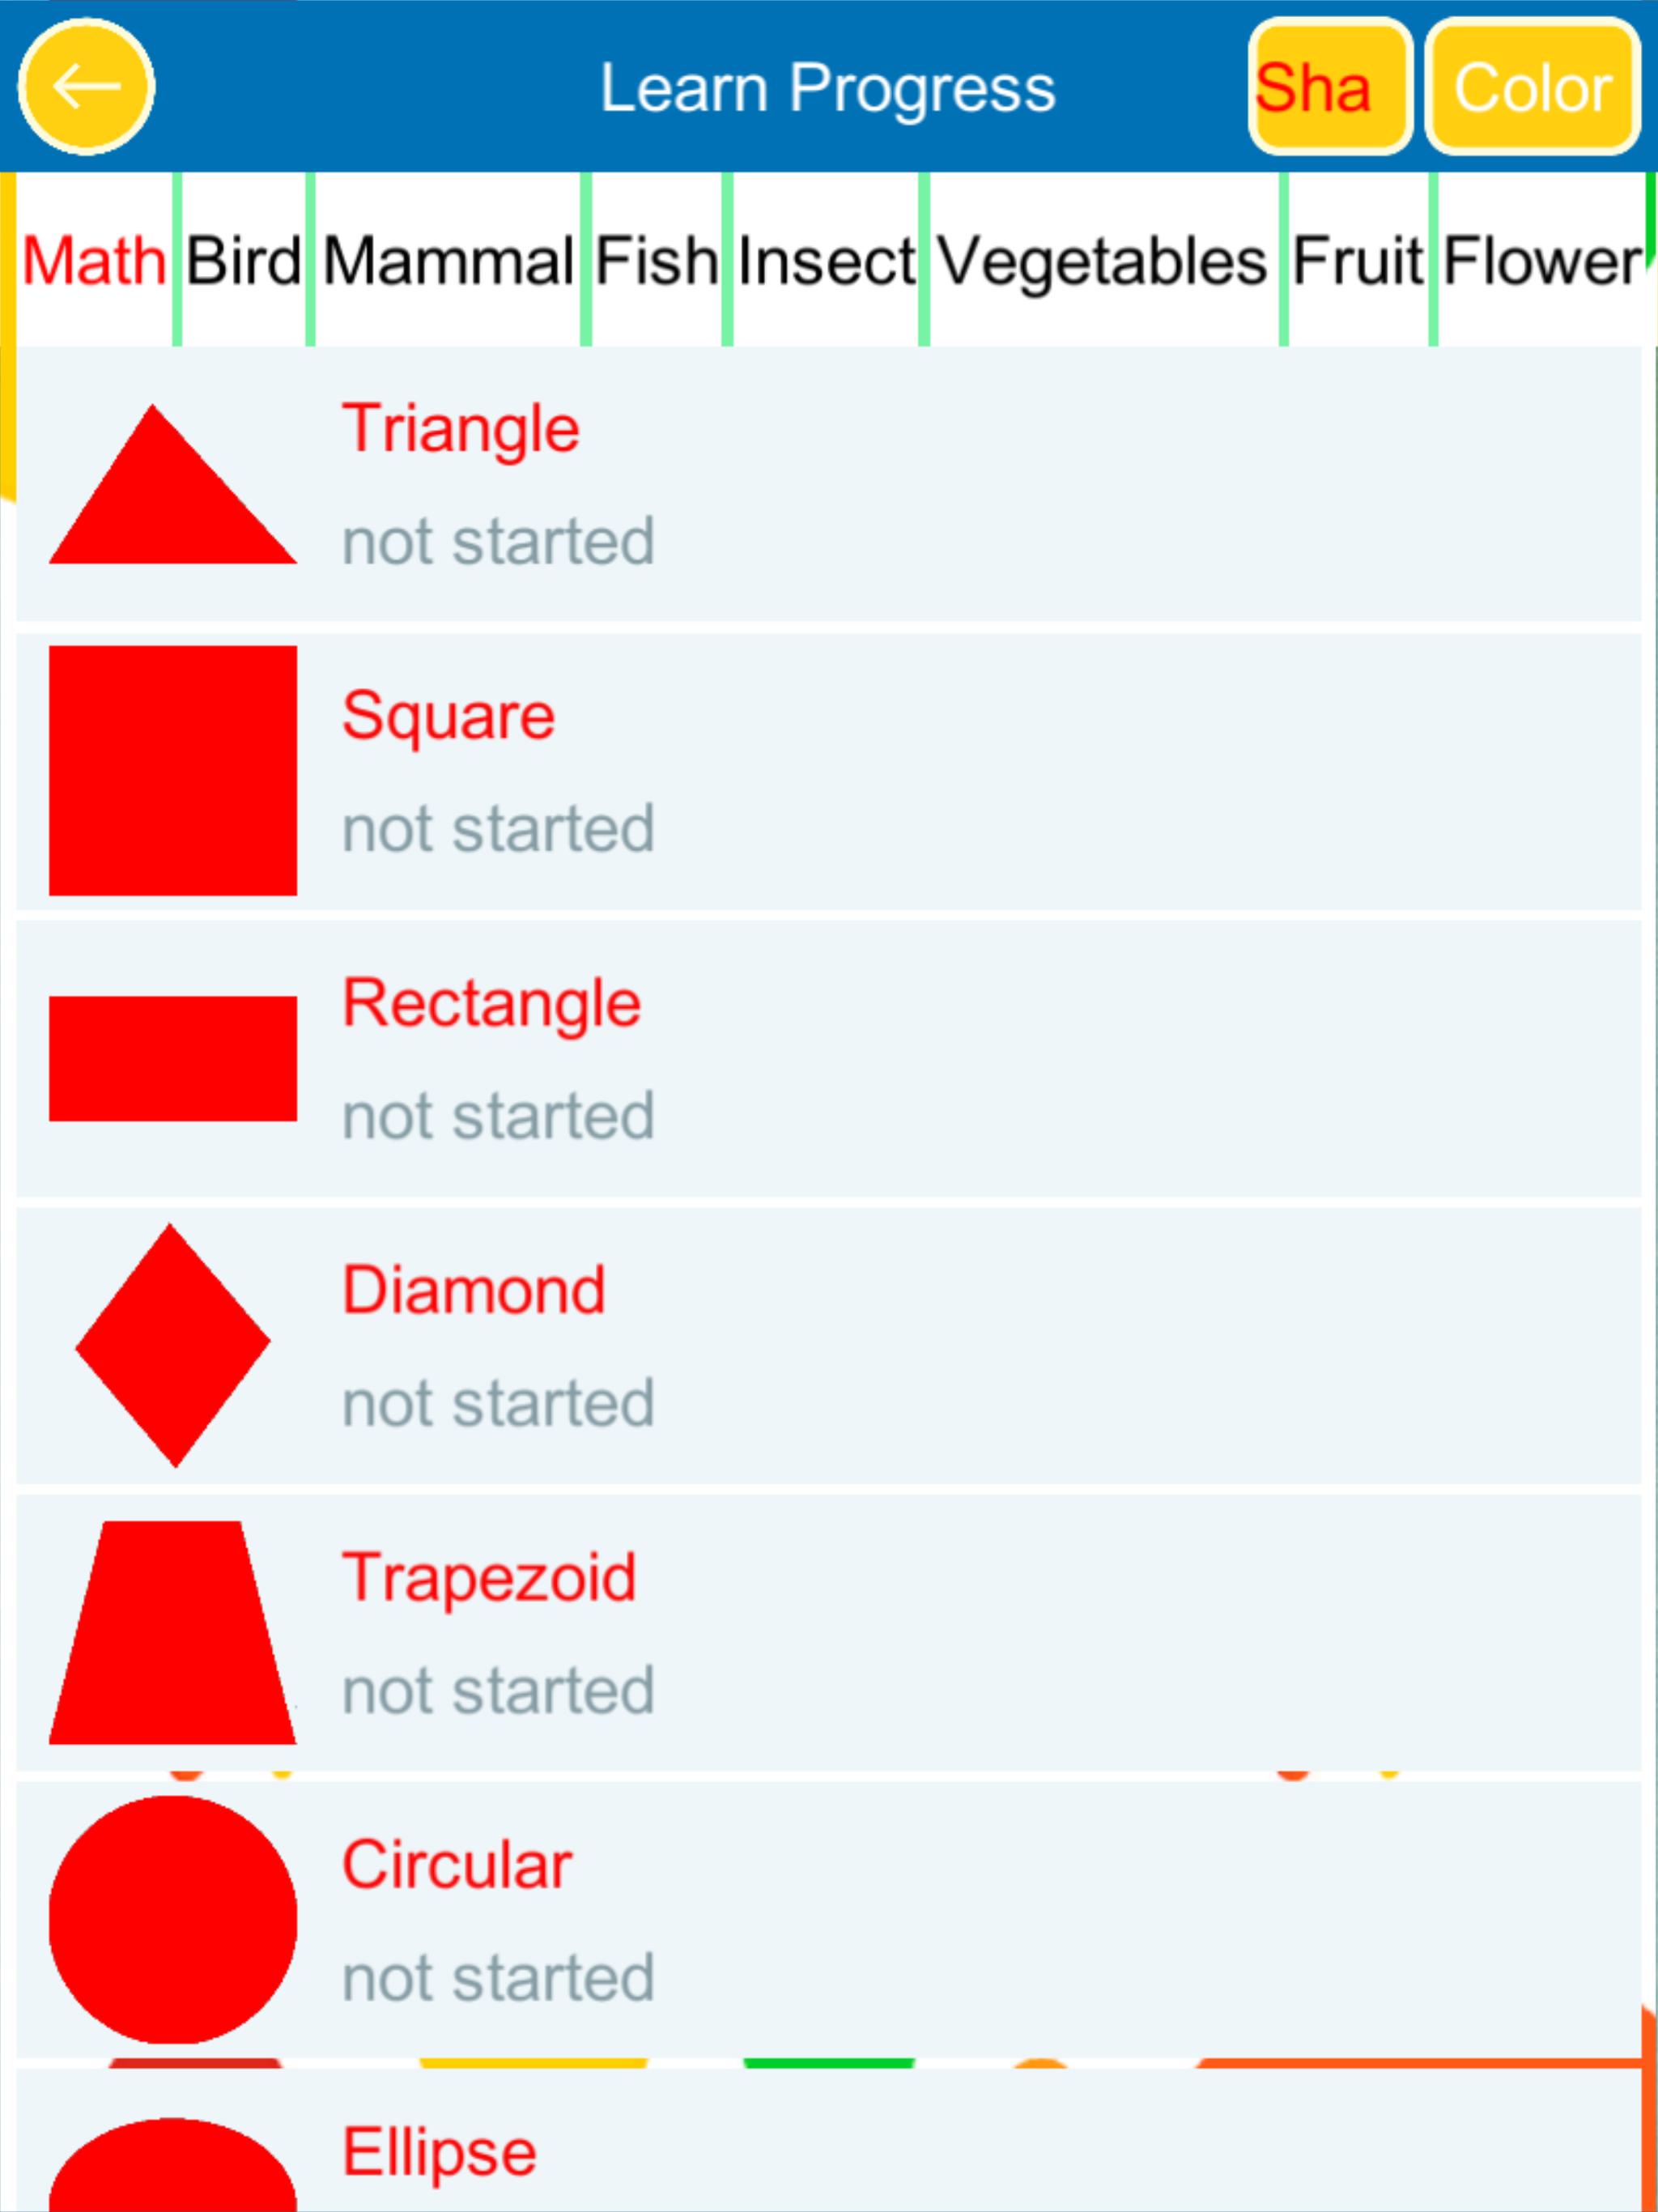 Learn Progress Sha Color
Math Bird Mammal Fish Insect Vegetables Fruit Flower
Triangle
not started
Square
not started
Rectangle
not started
Diamond
not started
Trapezoid
not started
Circular
not started
Ellipse